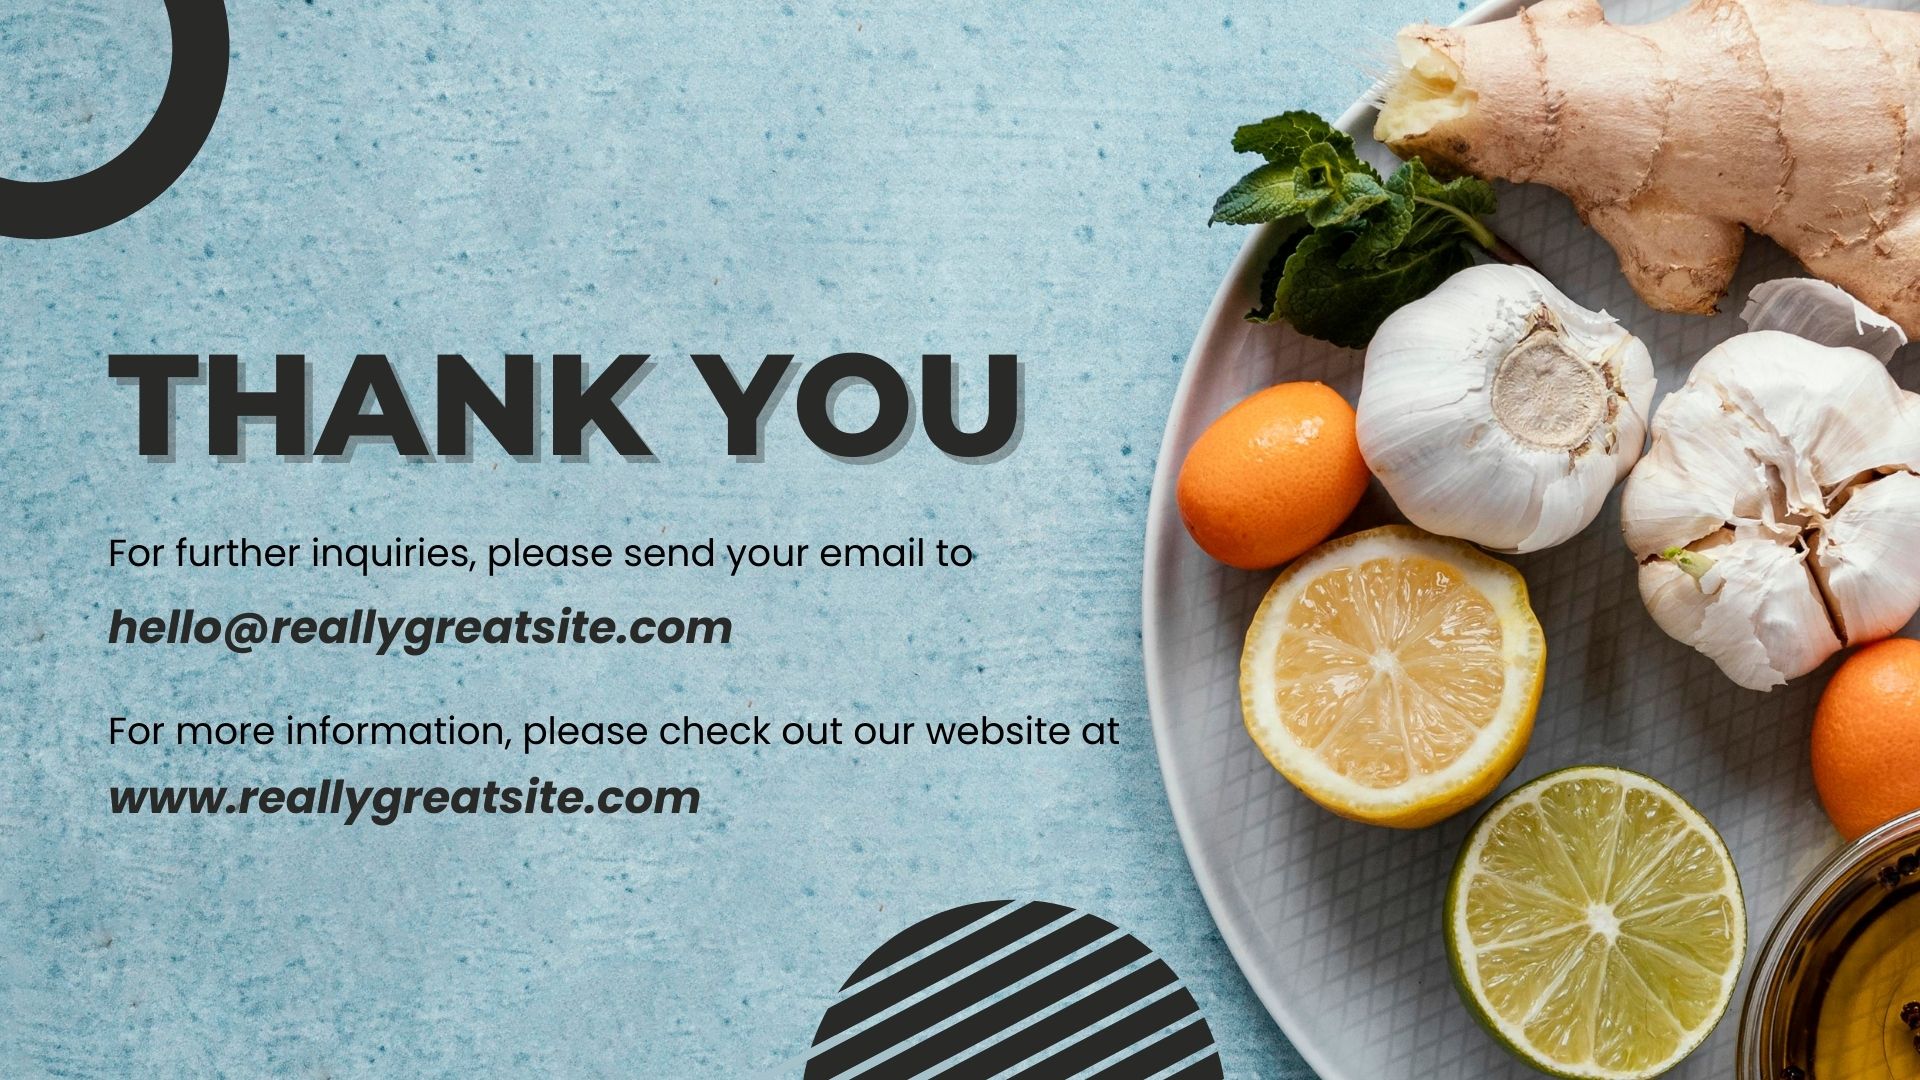 THANK YOU
For further inquiries, please send your email to
hello@reallygreatsite.com
For more information, please check out our website at
www.reallygreatsite.com